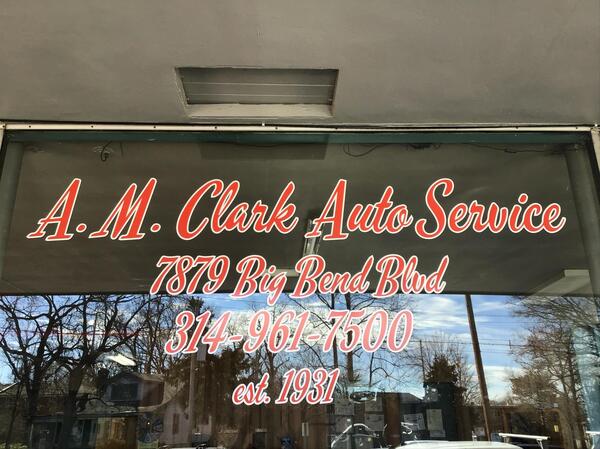 A. M. Clark Auto Service
7879 Big Bend Blvd
314-961-7500
est. 1931